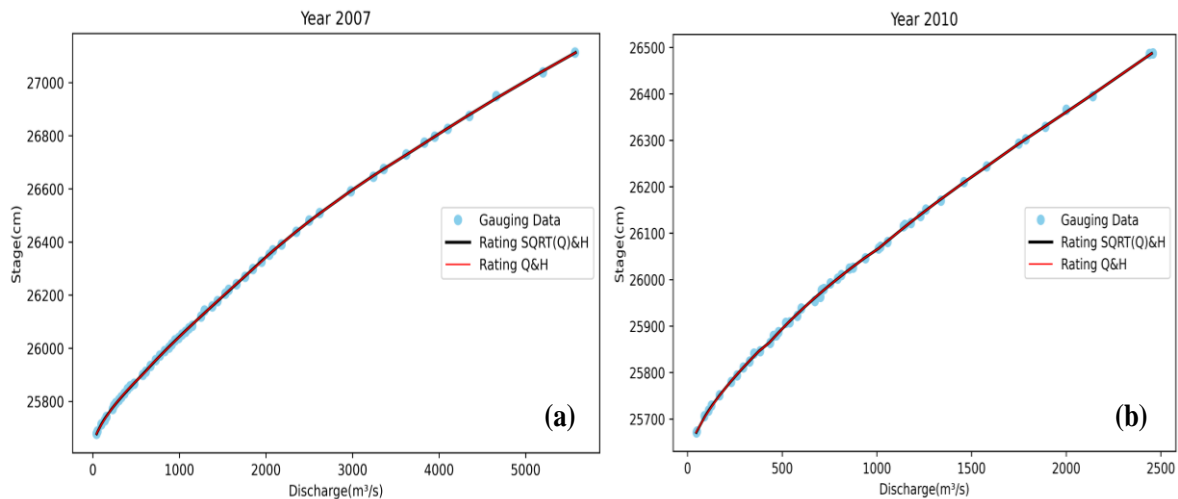 Year 2007
27000
26800
26600
26400
26200
26000
25800
Stage(cm)
Gauging Data
Rating SQRT(Q)&H
Rating Q&H
(a)
0 1000 2000 3000 4000 5000
Discharge(m³/s)
Year 2010
26500
26400
26300
26200
26100
26000
25900
25800
25700
Stage(cm)
Gauging Data
Rating SQRT(Q)&H
Rating Q&H
(b)
0 500 1000 1500 2000 2500
Discharge(m³/s)